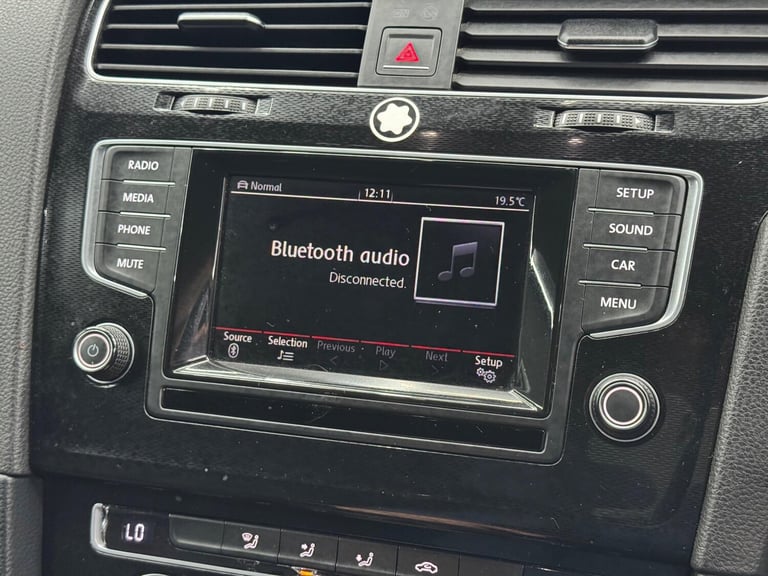 RADIO
MEDIA
PHONE
MUTE
Normal
12:11
19.5°C
Bluetooth audio
Disconnected.
Source
Selection
Previous
Play
Next
Setup
SETUP
SOUND
CAR
MENU
LO